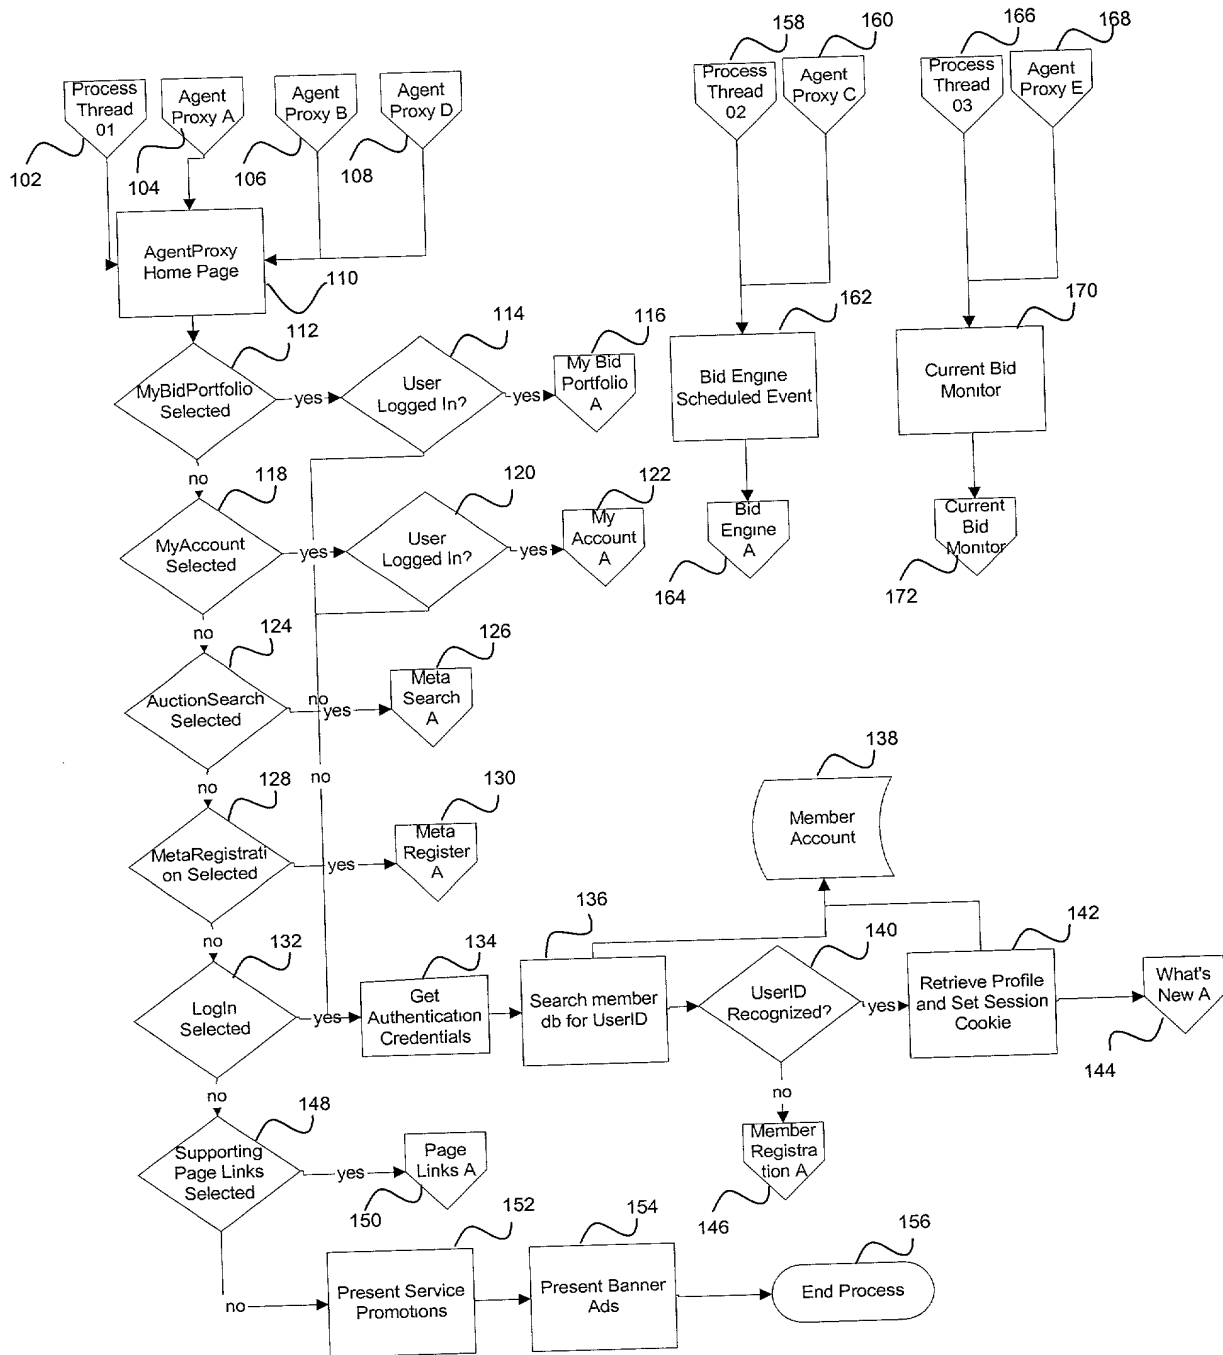 158
160
166
168
Process
Thread
01
Agent
Proxy A
Agent
Proxy B
Agent
Proxy D
Process
Thread
02
Agent
Proxy C
Process
Thread
03
Agent
Proxy E
102
104
106
108
AgentProxy
Home Page
110
112
114
116
162
170
MyBidPortfolio
Selected
yes
User
Logged In?
yes
My Bid
Portfolio
A
Bid Engine
Scheduled Event
Current Bid
Monitor
no
118
120
122
MyAccount
Selected
yes
User
Logged In?
yes
My
Account
A
Bid
Engine
A
Current
Bid
Monitor
164
172
no
124
126
AuctionSearch
Selected
no
yes
Meta
Search
A
no
128
no
130
138
MetaRegistrati
on Selected
yes
Meta
Register
A
Member
Account
no
132
134
136
140
142
LogIn
Selected
yes
Get
Authentication
Credentials
Search member
db for UserID
UserID
Recognized?
yes
Retrieve Profile
and Set Session
Cookie
What's
New A
144
no
no
148
Supporting
Page Links
Selected
yes
Page
Links A
Member
Registra
tion A
150
146
152
154
156
no
Present Service
Promotions
Present Banner
Ads
End Process